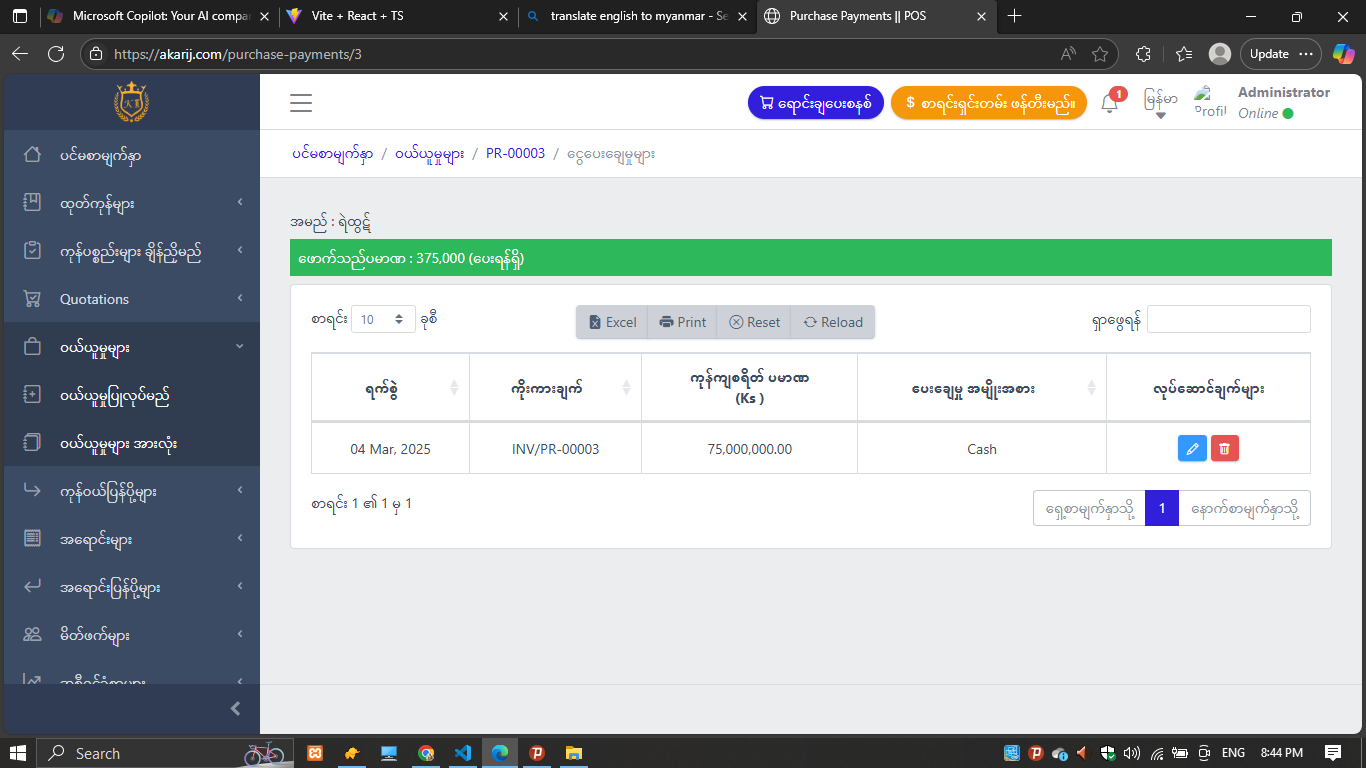 Microsoft Copilot: Your AI compa
Vite + React + TS
translate english to myanmar - Se
Purchase Payments || POS
https://akarij.com/purchase-payments/3
Update
ရောင်းချပေးစနစ်
$ စာရင်းရှင်းတမ်း ဖန်တီးမည်။
1
မြန်မာ
Profil
Administrator
Online
ပင်မစာမျက်နှာ
ထုတ်ကုန်များ
ကုန်ပစ္စည်းများ ချိန်ညှိမည်
Quotations
ဝယ်ယူမှုများ
ဝယ်ယူမှုပြုလုပ်မည်
ဝယ်ယူမှုများ အားလုံး
ကုန်ဝယ်ပြန်ပို့များ
အရောင်းများ
အရောင်းပြန်ပို့များ
မိတ်ဖက်များ
ပင်မစာမျက်နှာ / ဝယ်ယူမှုများ / PR-00003 / ငွေပေးချေမှုများ
အမည် : ရဲထွဋ်
ဖောက်သည်ပမာဏ : 375,000 (ပေးရန်ရှိ)
စာရင်း 10 ခုစီ
Excel Print Reset Reload
ရှာဖွေရန်
ရက်စွဲ ကိုးကားချက် ကုန်ကျစရိတ် ပမာဏ (Ks ) ပေးချေမှု အမျိုးအစား လုပ်ဆောင်ချက်များ
04 Mar, 2025 INV/PR-00003 75,000,000.00 Cash
စာရင်း 1 ၏ 1 မှ 1
ရှေ့စာမျက်နှာသို့ 1 နောက်စာမျက်နှာသို့
Search
ENG
8:44 PM